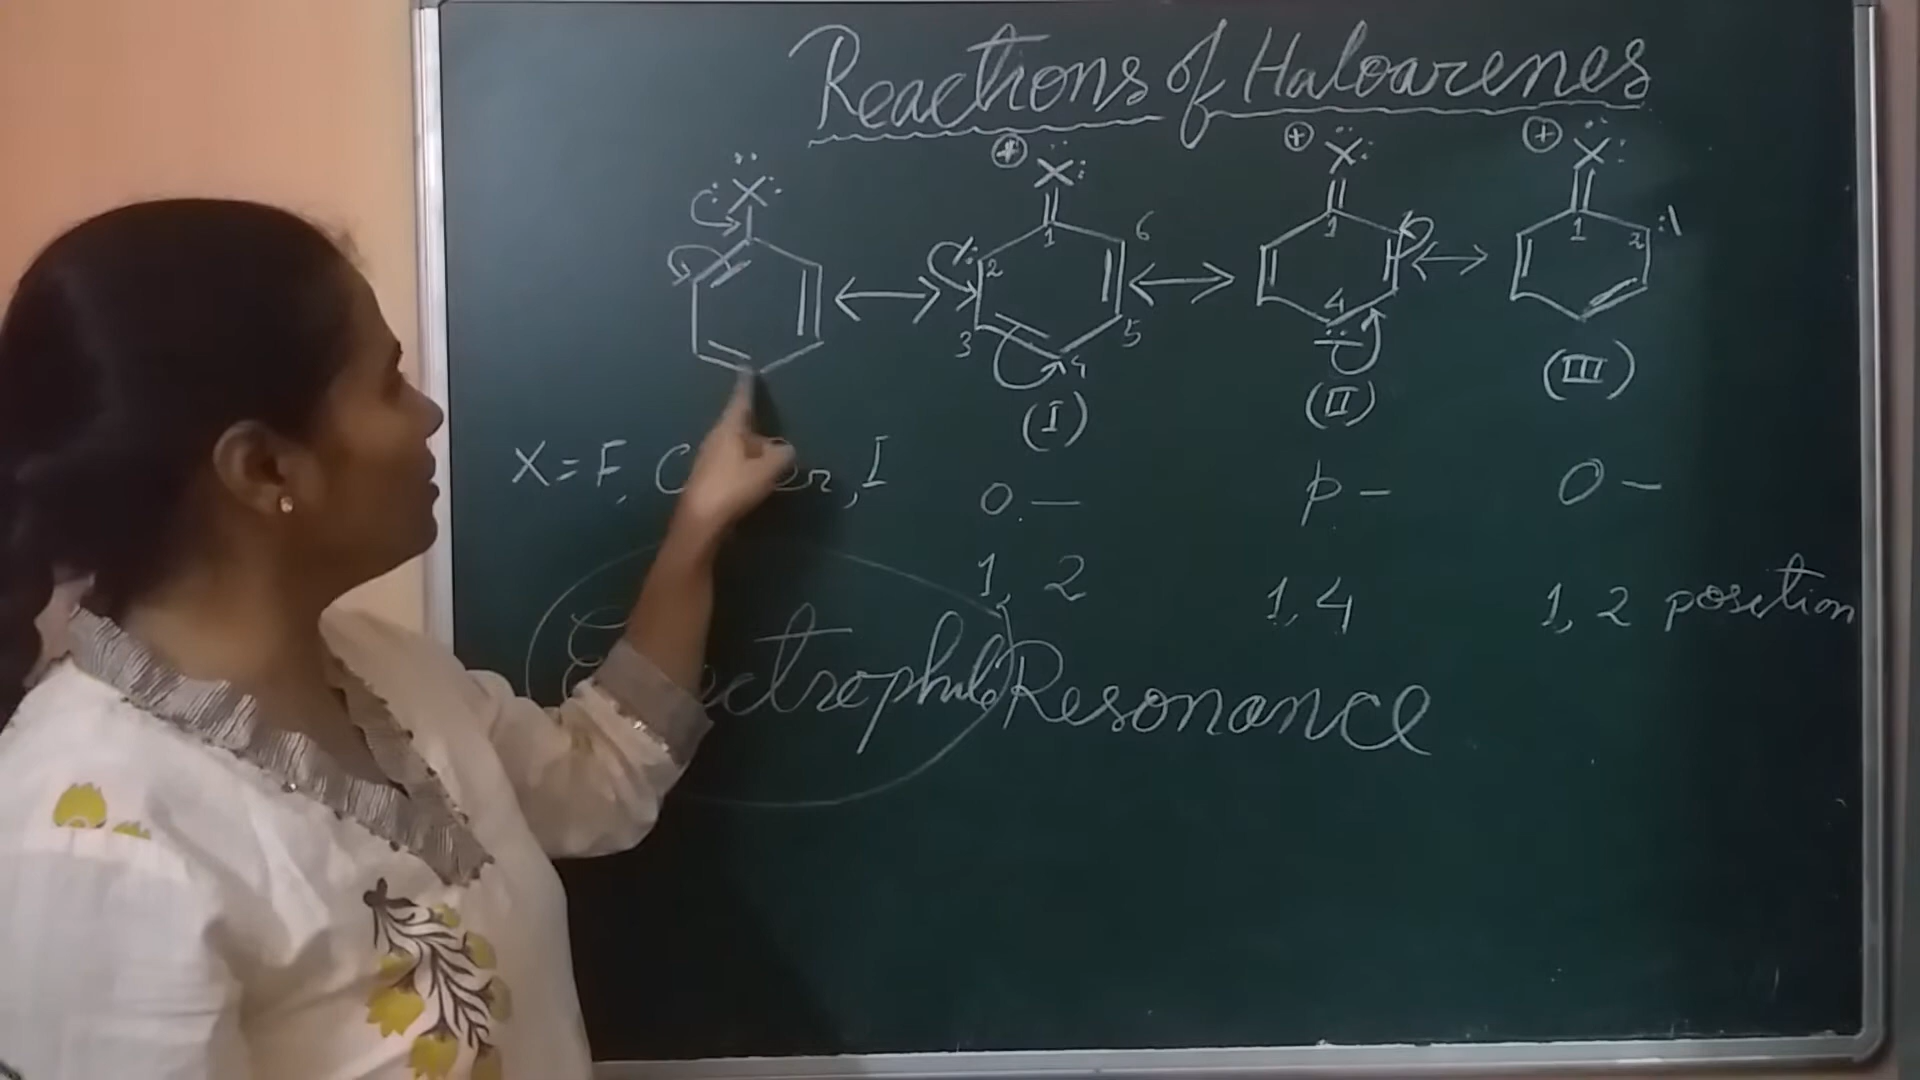 Reactions of Haloarenes
X X X X
1 2 3 4 5 6
1 4
1 2
(I) (II) (III)
X = F, , I
o — p — o —
1, 2 1, 4 1, 2 position
Resonance